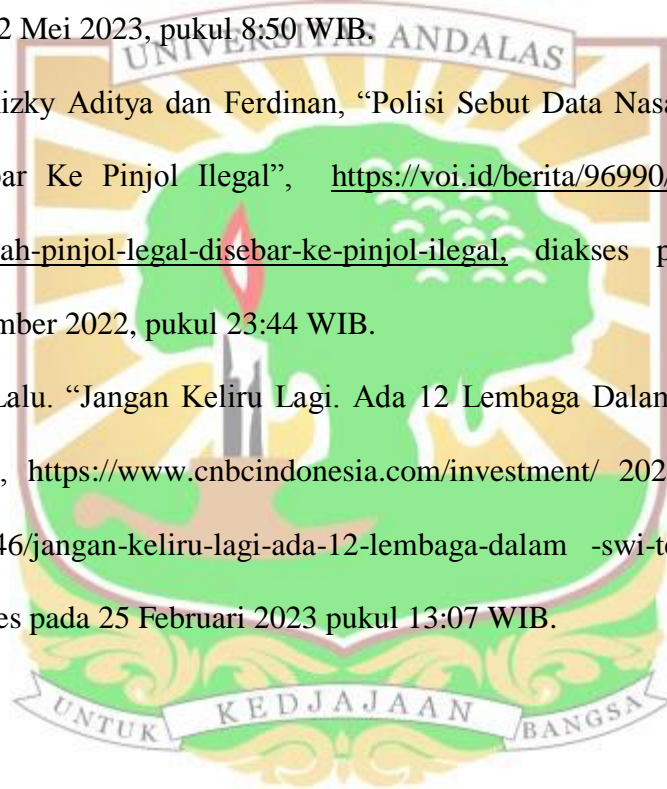 2 Mei 2023, pukul 8:50 WIB.
UNIVERSITAS ANDALAS
izky Aditya dan Ferdinan, “Polisi Sebut Data Nasa
ar Ke Pinjol Ilegal”, https://voi.id/berita/96990/
ah-pinjol-legal-disebar-ke-pinjol-ilegal, diakses p
mber 2022, pukul 23:44 WIB.
Lalu. “Jangan Keliru Lagi. Ada 12 Lembaga Dalam
, https://www.cnbcindonesia.com/investment/ 202
46/jangan-keliru-lagi-ada-12-lembaga-dalam -swi-t
es pada 25 Februari 2023 pukul 13:07 WIB.
UNTUK KEDJAJAAN BANGSA